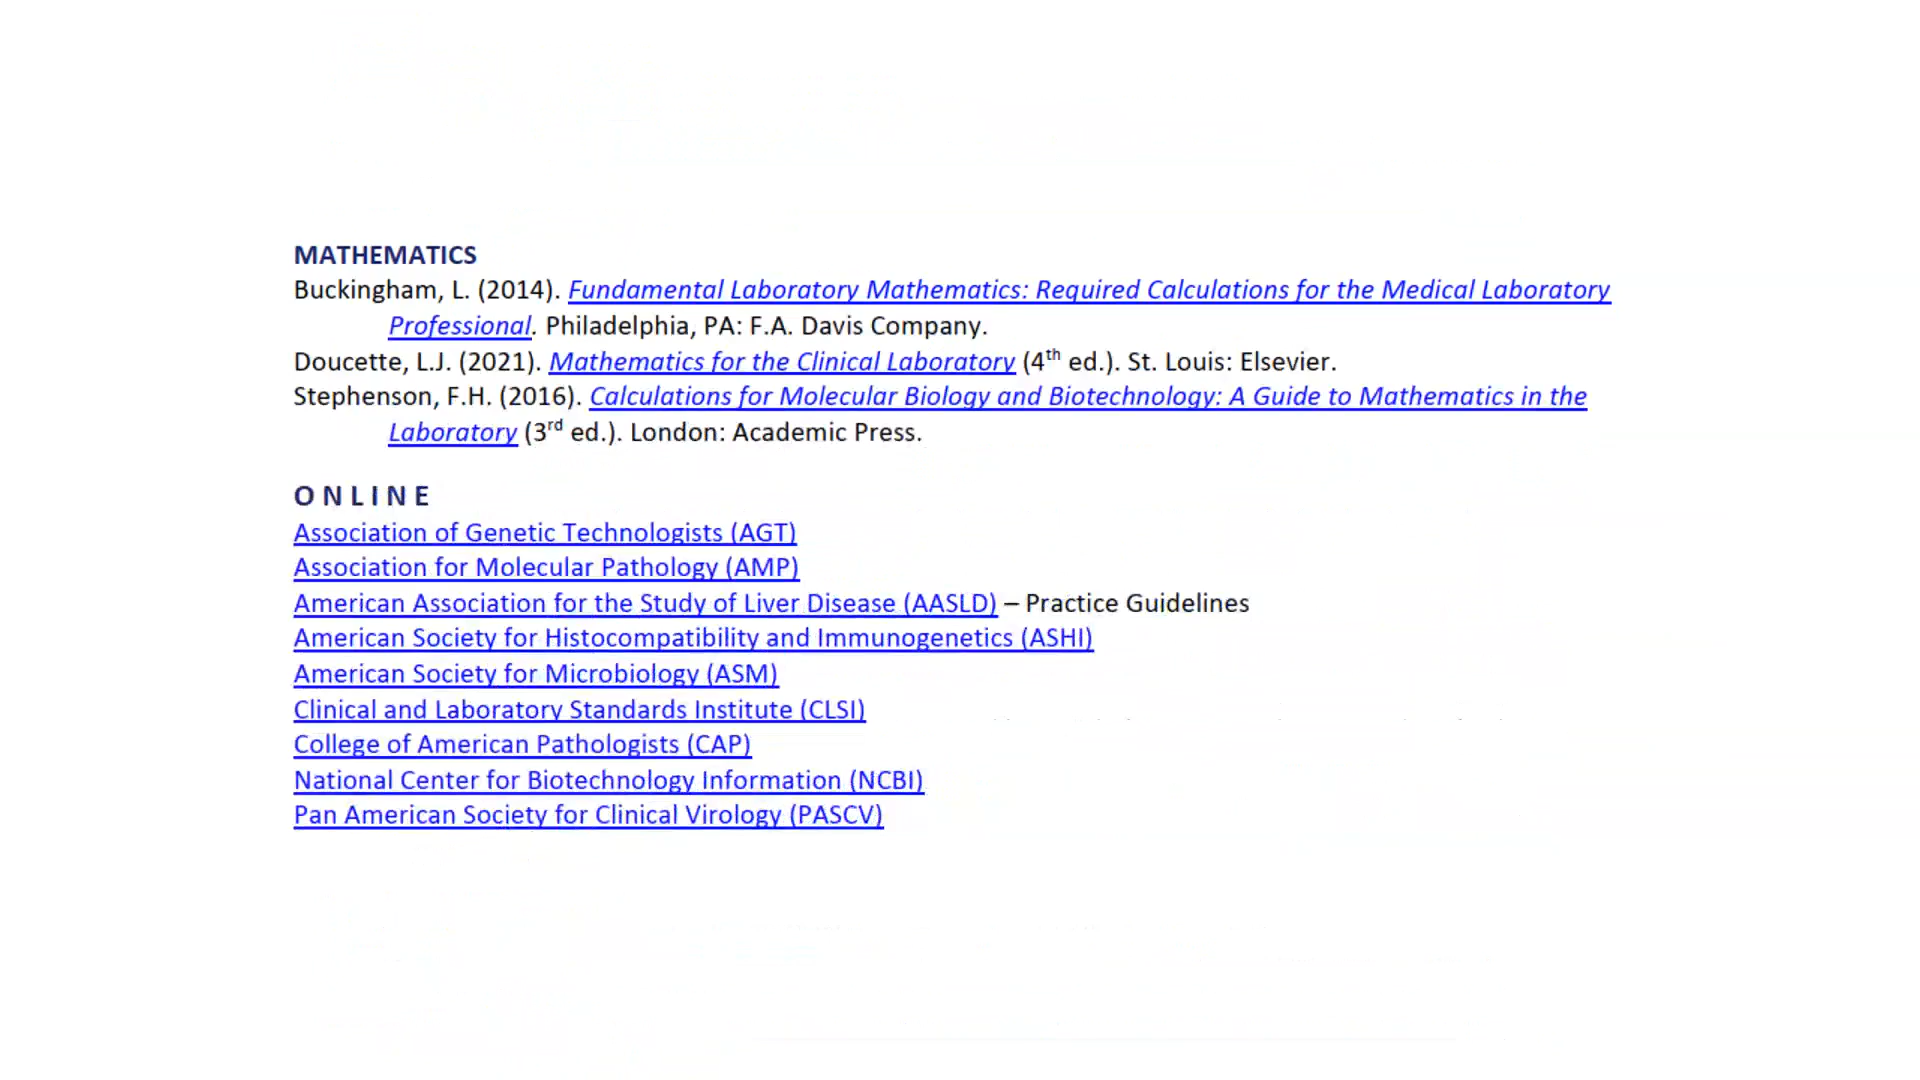 MATHEMATICS
Buckingham, L. (2014). Fundamental Laboratory Mathematics: Required Calculations for the Medical Laboratory
Professional. Philadelphia, PA: F.A. Davis Company.
Doucette, L.J. (2021). Mathematics for the Clinical Laboratory (4th ed.). St. Louis: Elsevier.
Stephenson, F.H. (2016). Calculations for Molecular Biology and Biotechnology: A Guide to Mathematics in the
Laboratory (3rd ed.). London: Academic Press.
ONLINE
Association of Genetic Technologists (AGT)
Association for Molecular Pathology (AMP)
American Association for the Study of Liver Disease (AASLD) – Practice Guidelines
American Society for Histocompatibility and Immunogenetics (ASHI)
American Society for Microbiology (ASM)
Clinical and Laboratory Standards Institute (CLSI)
College of American Pathologists (CAP)
National Center for Biotechnology Information (NCBI)
Pan American Society for Clinical Virology (PASCV)